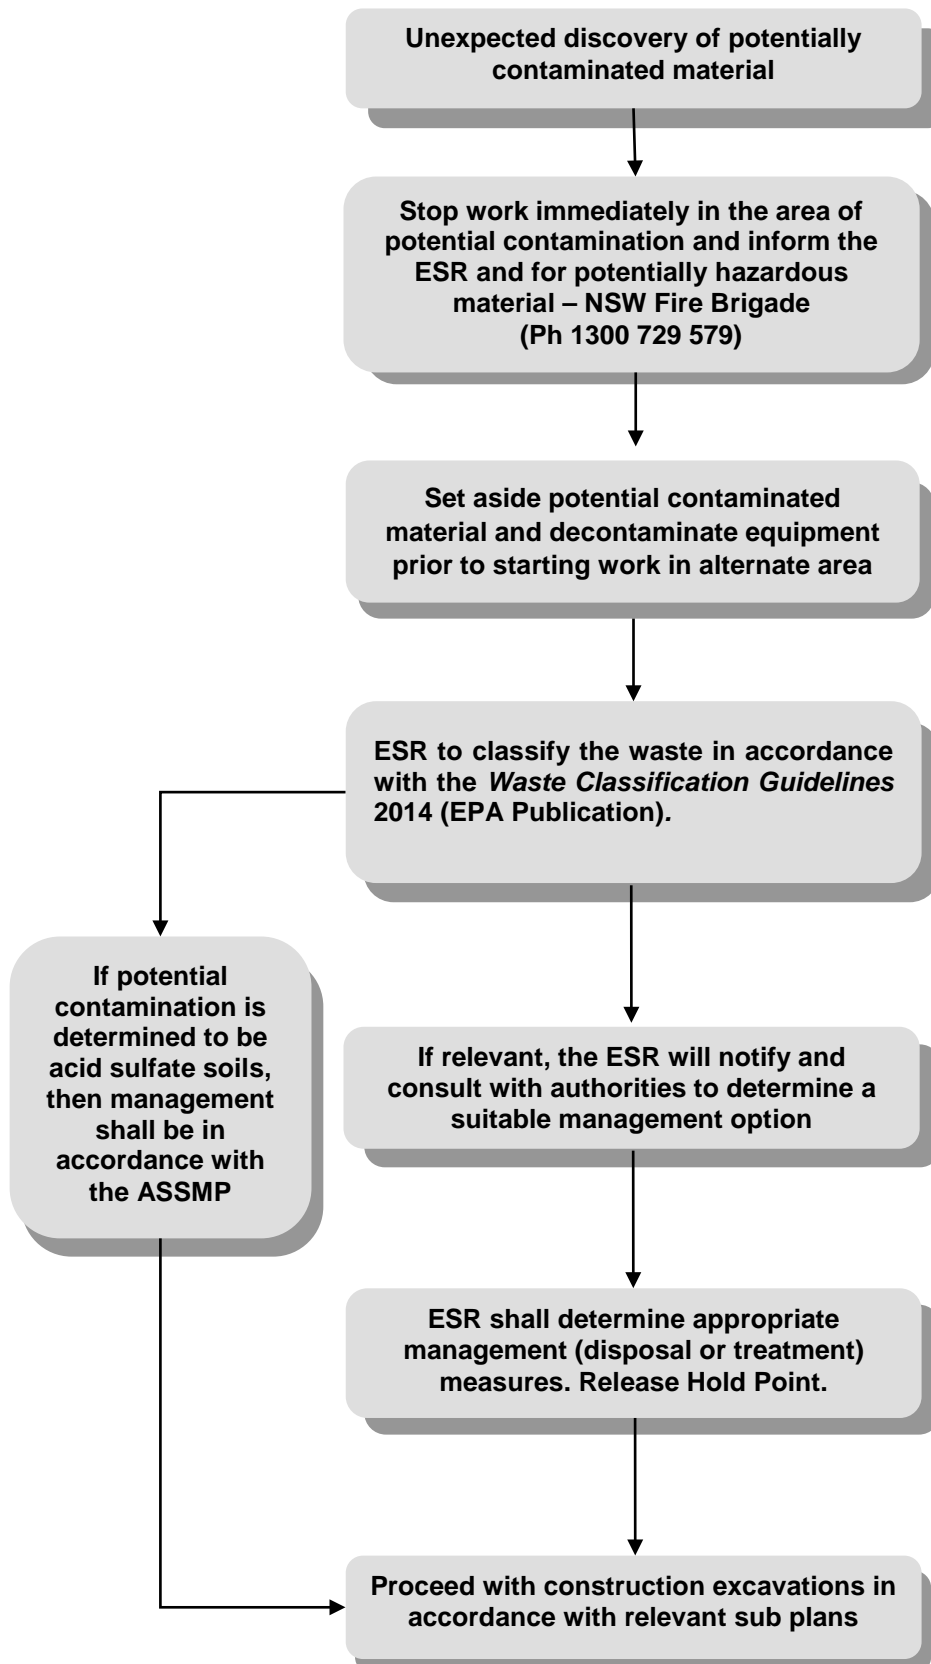 Unexpected discovery of potentially
contaminated material
Stop work immediately in the area of
potential contamination and inform the
ESR and for potentially hazardous
material – NSW Fire Brigade
(Ph 1300 729 579)
Set aside potential contaminated
material and decontaminate equipment
prior to starting work in alternate area
ESR to classify the waste in accordance
with the Waste Classification Guidelines
2014 (EPA Publication).
If potential
contamination is
determined to be
acid sulfate soils,
then management
shall be in
accordance with
the ASSMP
If relevant, the ESR will notify and
consult with authorities to determine a
suitable management option
ESR shall determine appropriate
management (disposal or treatment)
measures. Release Hold Point.
Proceed with construction excavations in
accordance with relevant sub plans